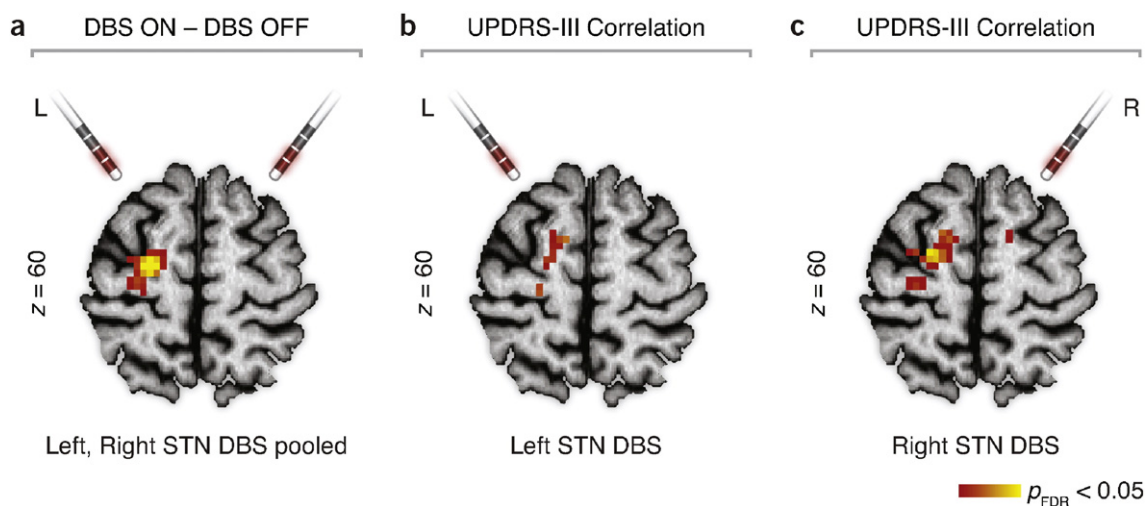 a
DBS ON – DBS OFF
b
UPDRS-III Correlation
c
UPDRS-III Correlation
L
L
R
z = 60
z = 60
z = 60
Left, Right STN DBS pooled
Left STN DBS
Right STN DBS
pFDR < 0.05